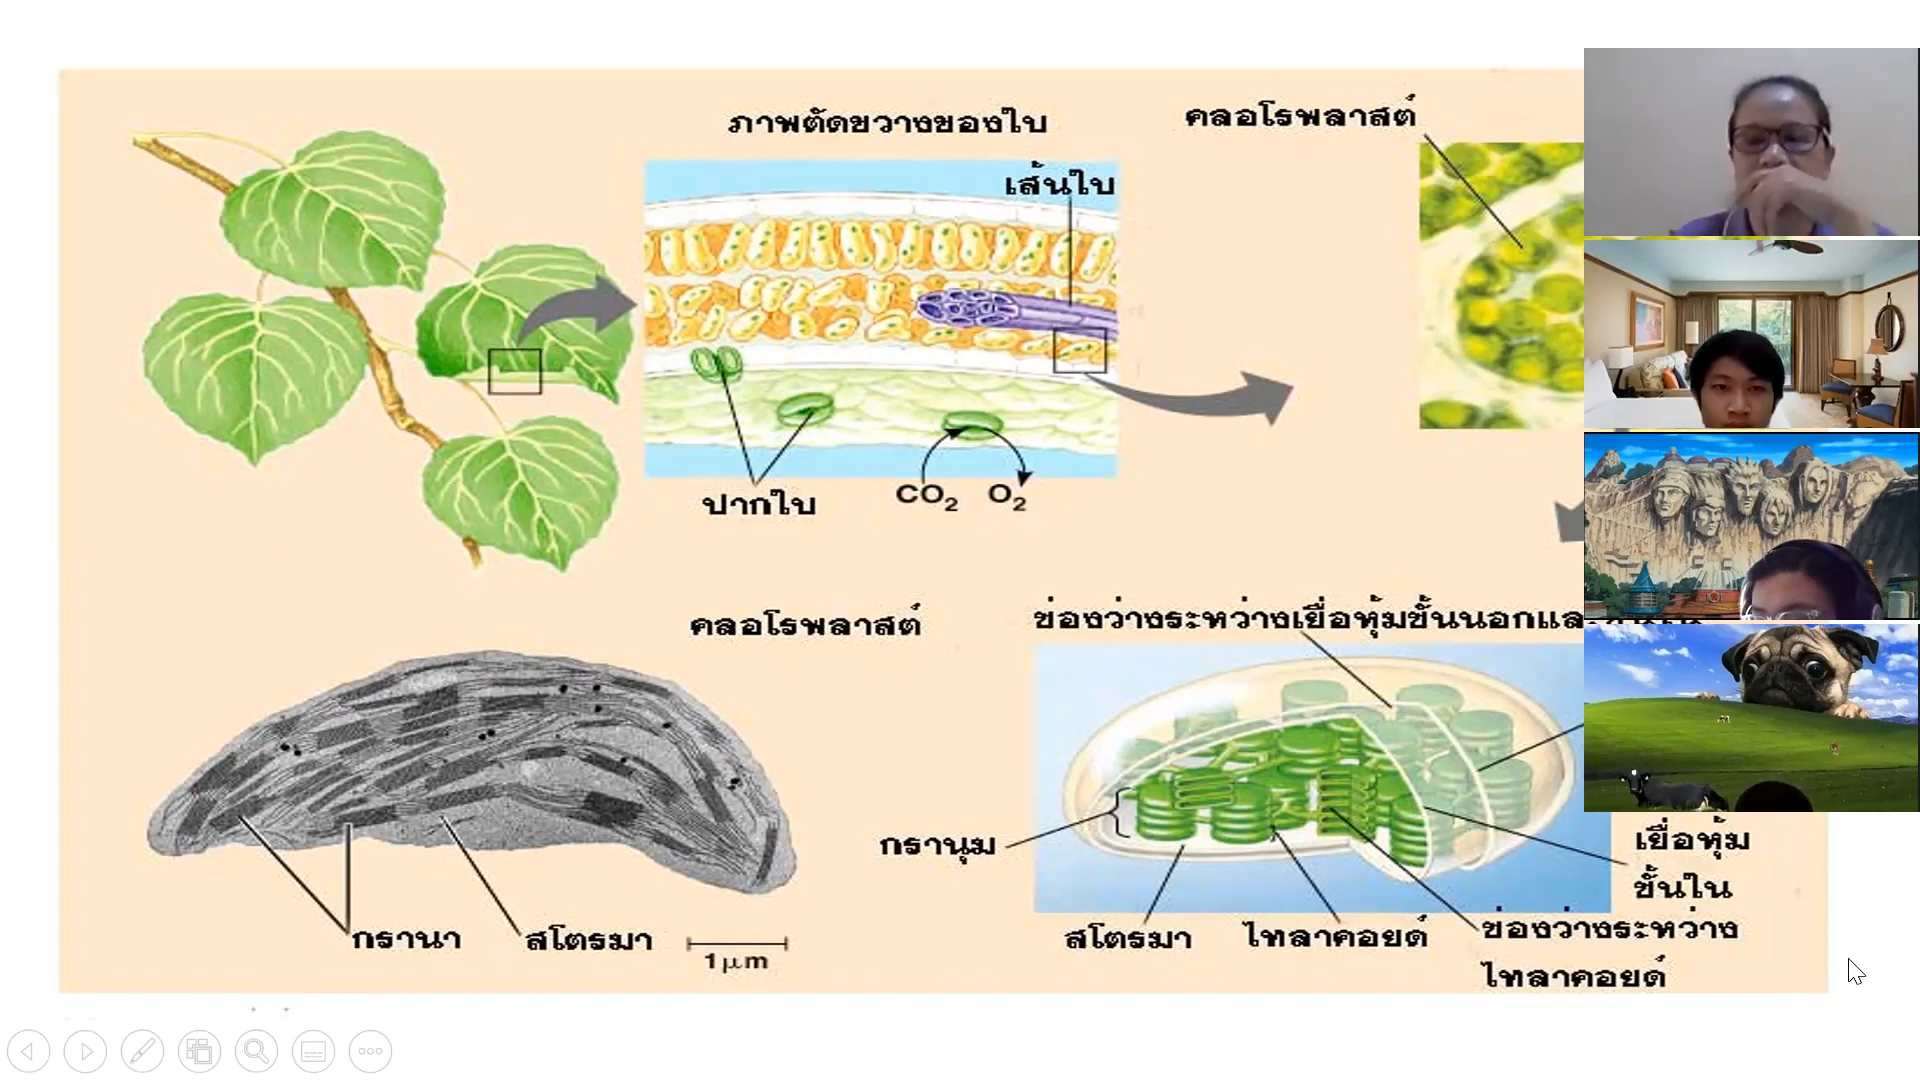 ภาพตัดขวางของใบ
คลอโรพลาสต์
เส้นใบ
ปากใบ
CO2
O2
คลอโรพลาสต์
ช่องว่างระหว่างเยื่อหุ้มชั้นนอกและ
กรานุม
เยื่อหุ้ม
ชั้นใน
กรานา
สโตรมา
1μm
สโตรมา
ไทลาคอยด์
ช่องว่างระหว่าง
ไทลาคอยด์